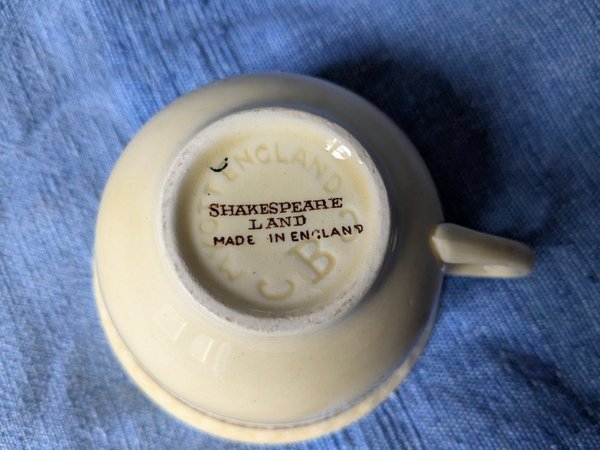 SHAKESPEARE
LAND
MADE IN ENGLAND
ENGLAND
C B